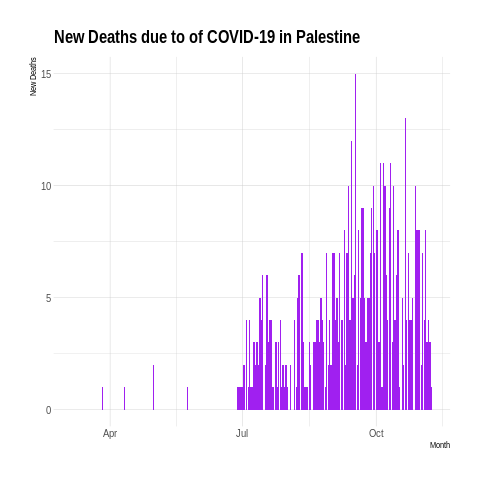 New Deaths due to of COVID-19 in Palestine
New Deaths
15
10
5
0
Apr
Jul
Oct
Month